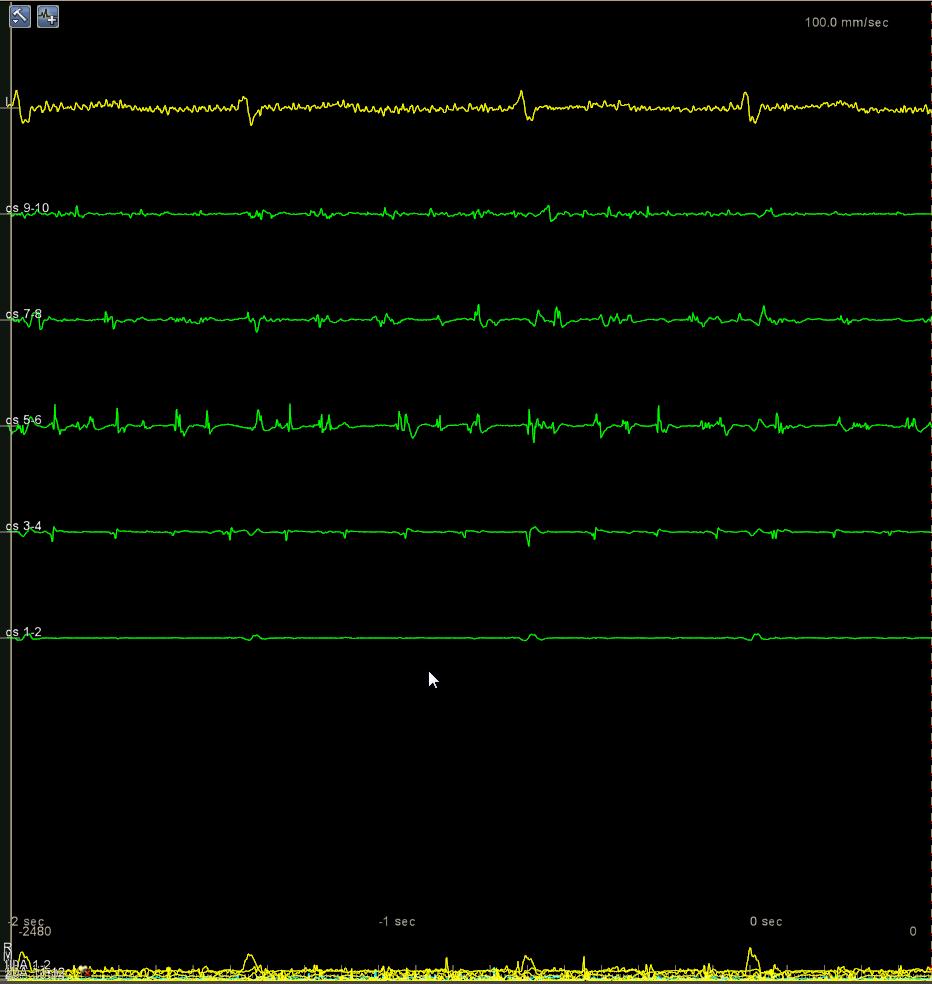 100.0 mm/sec
I
cs 9-10
cs 7-8
cs 5-6
cs 3-4
cs 1-2
-2 sec
-1 sec
0 sec
-2480
0